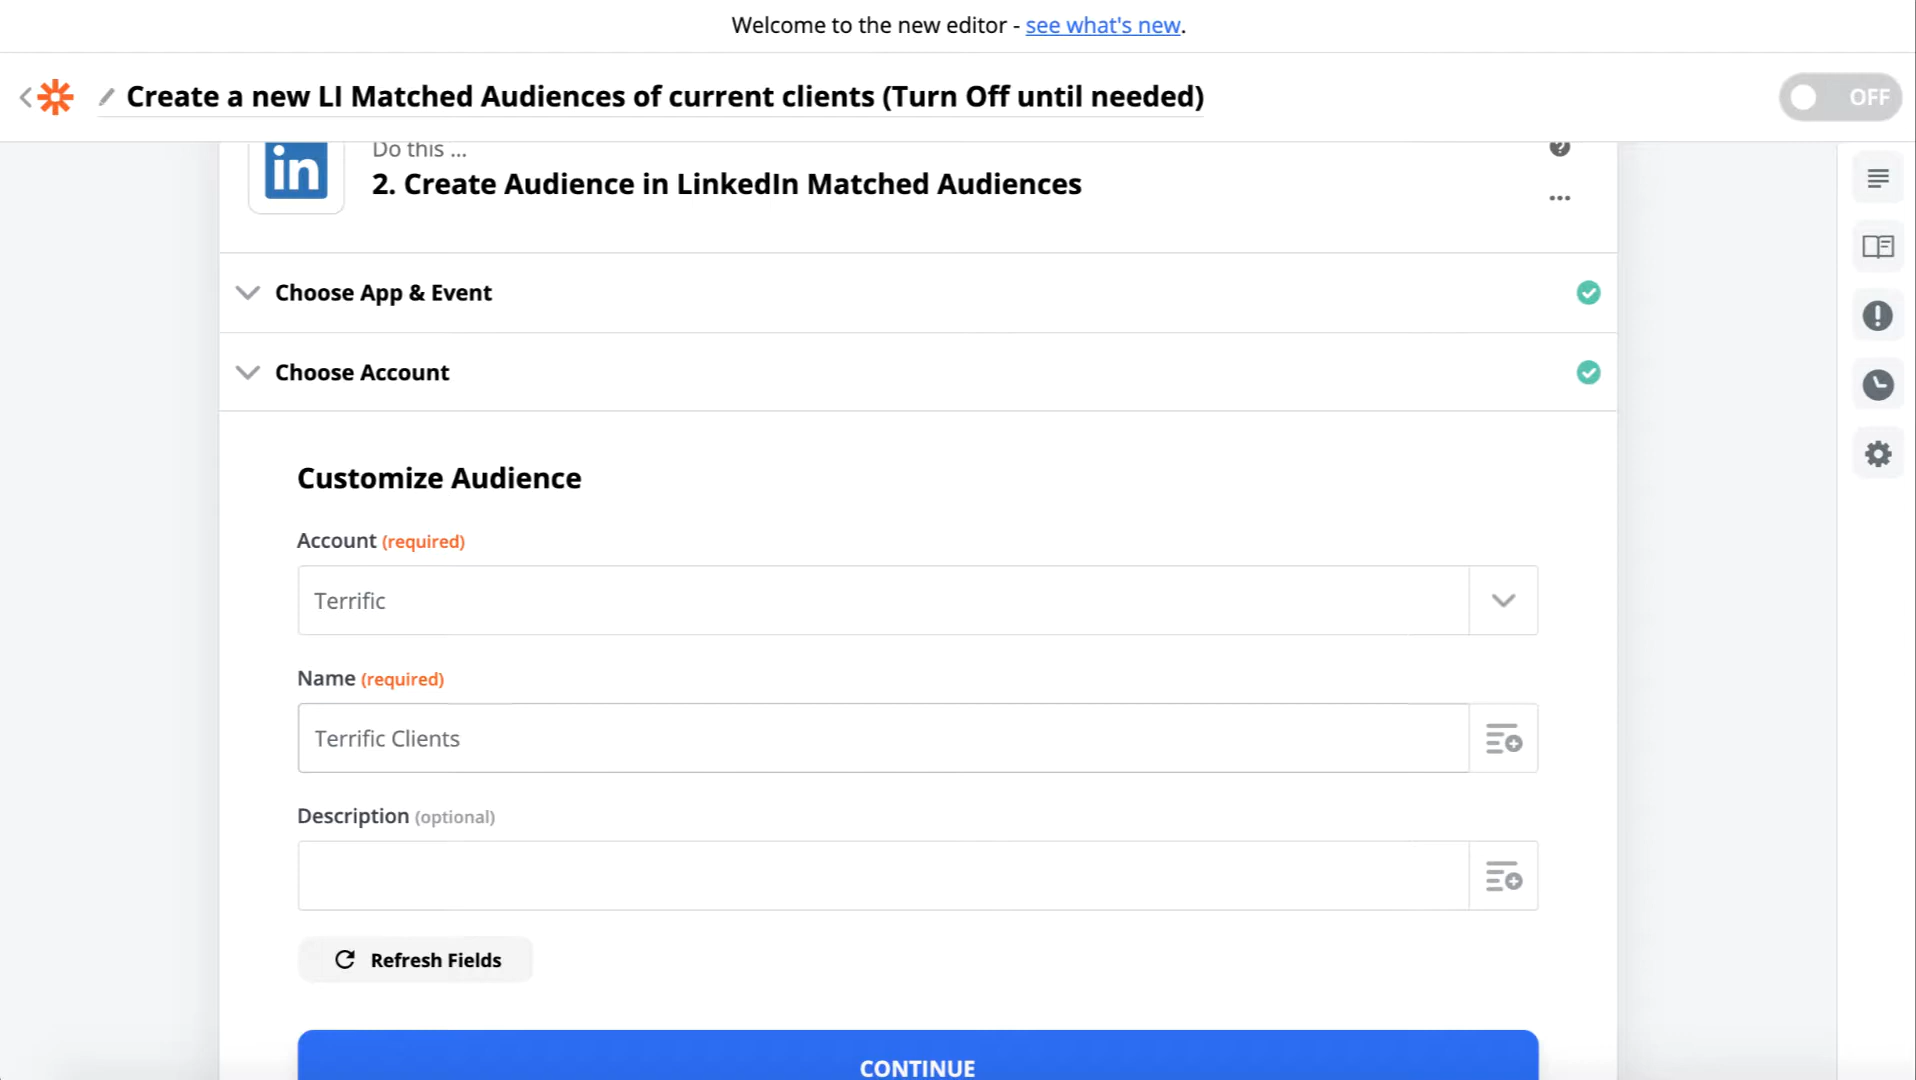 Welcome to the new editor - see what's new.
Create a new LI Matched Audiences of current clients (Turn Off until needed)
OFF
in
Do this ...
2. Create Audience in LinkedIn Matched Audiences
Choose App & Event
Choose Account
Customize Audience
Account (required)
Terrific
Name (required)
Terrific Clients
Description (optional)
Refresh Fields
CONTINUE